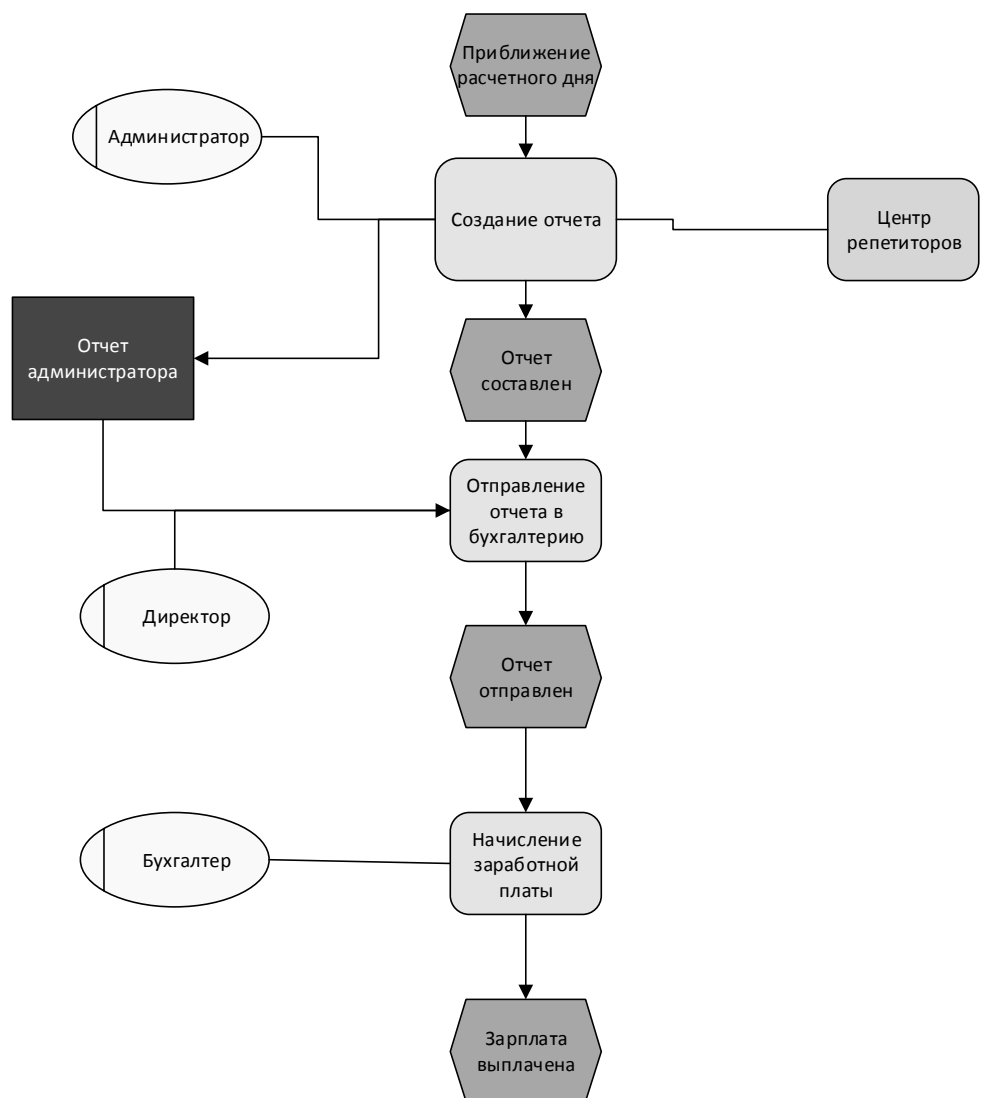 Приближение
расчетного дня
Администратор
Создание отчета
Центр
репетиторов
Отчет
администратора
Отчет
составлен
Отправление
отчета в
бухгалтерию
Директор
Отчет
отправлен
Начисление
заработной
платы
Бухгалтер
Зарплата
выплачена